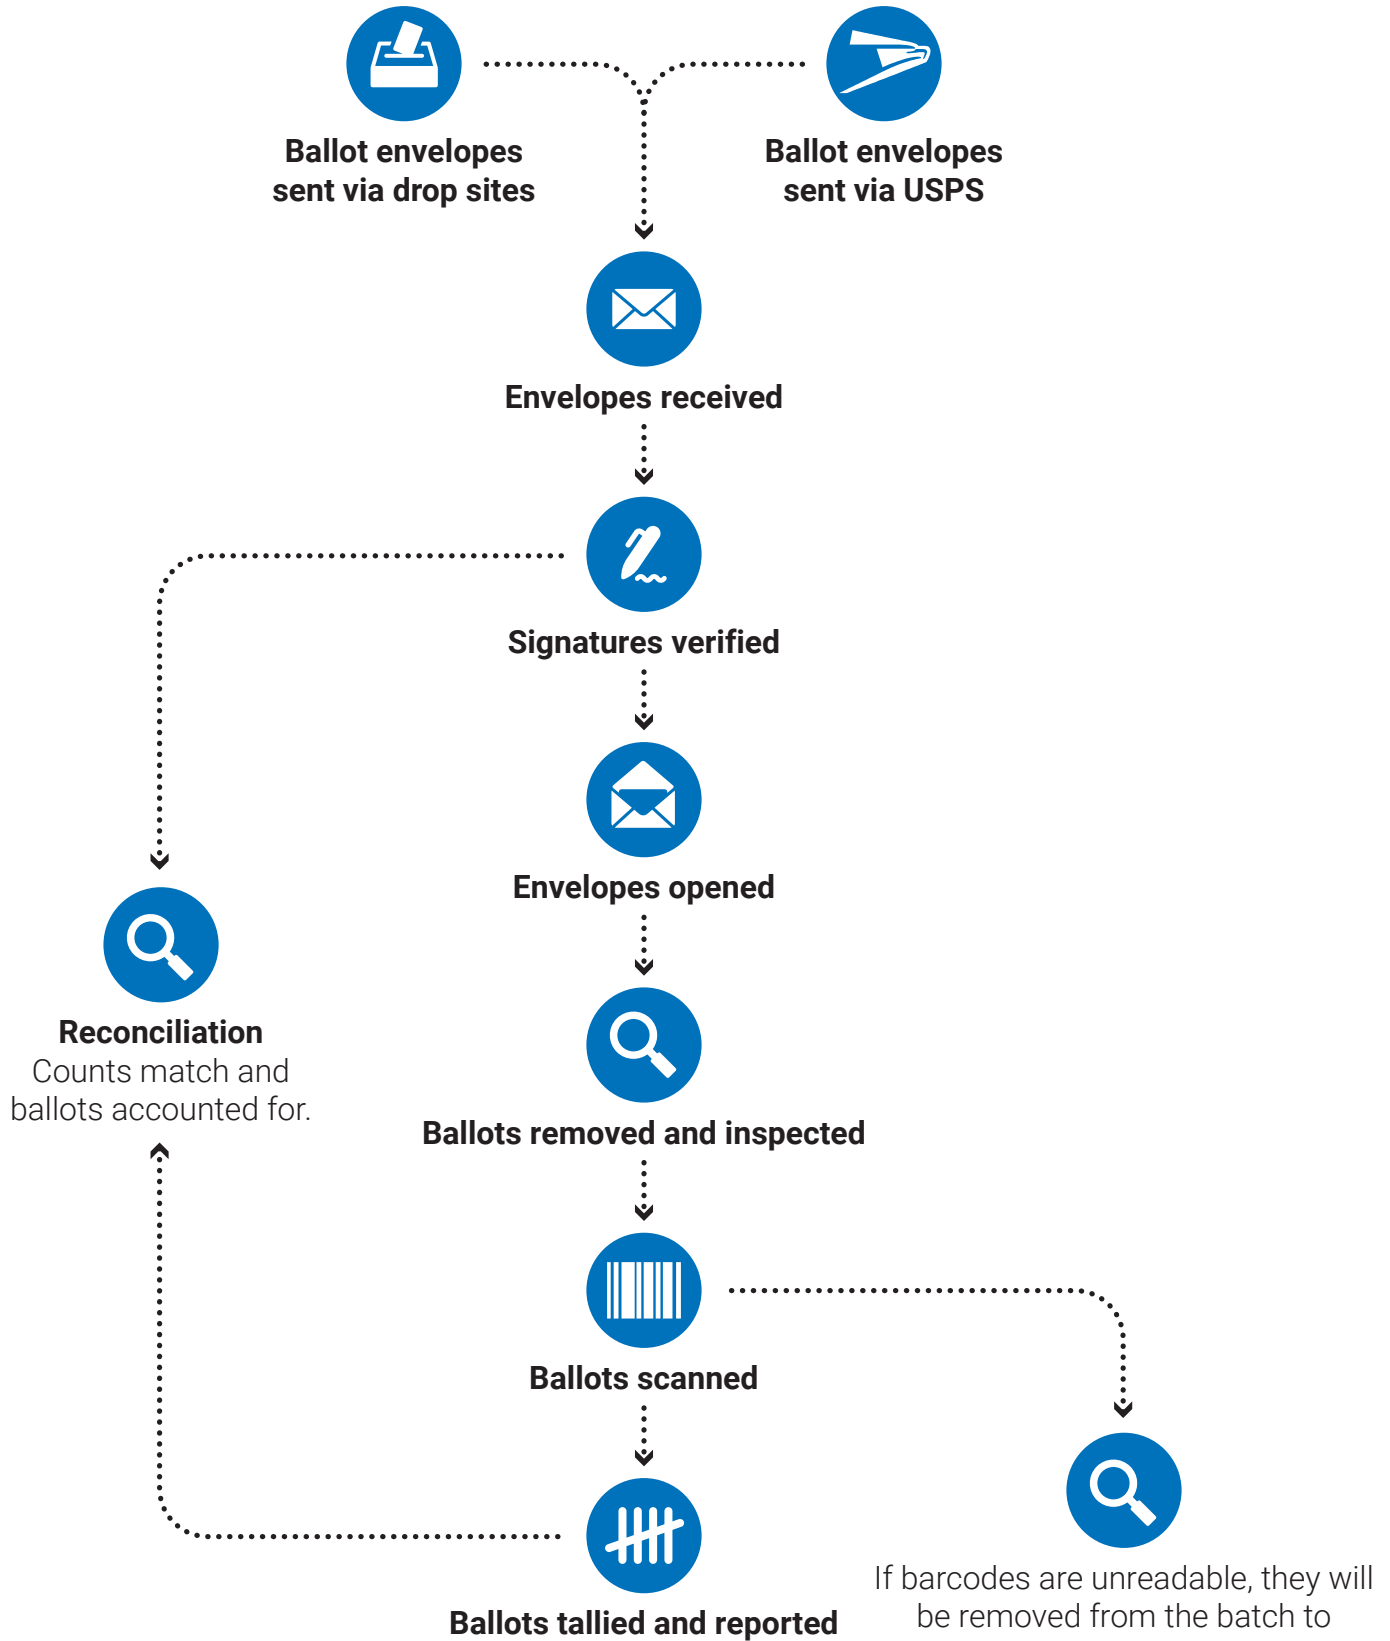 Ballot envelopes
sent via drop sites
Ballot envelopes
sent via USPS
Envelopes received
Signatures verified
Envelopes opened
Reconciliation
Counts match and
ballots accounted for.
Ballots removed and inspected
Ballots scanned
If barcodes are unreadable, they will
be removed from the batch to
Ballots tallied and reported